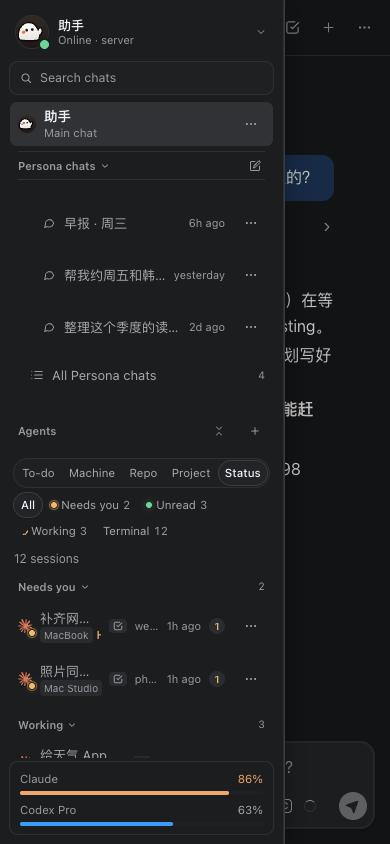 助手
Online · server
Search chats
助手
Main chat
Persona chats
早报 · 周三 6h ago
帮我约周五和韩... yesterday
整理这个季度的读... 2d ago
All Persona chats 4
Agents
To-do Machine Repo Project Status
All Needs you 2 Unread 3
Working 3 Terminal 12
12 sessions
Needs you 2
补齐网... we... 1h ago 1
MacBook
照片同... ph... 1h ago 1
Mac Studio
Working 3
给天气 App
Claude 86%
Codex Pro 63%
的?
）在等
sting。
划写好
能赶
98
?